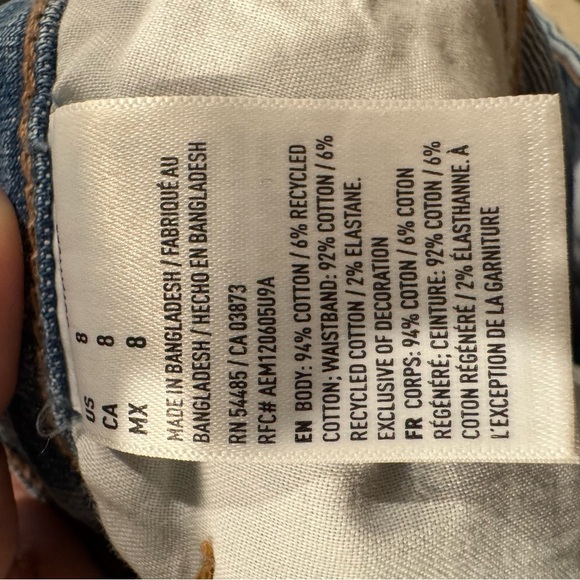 US 8
CA 8
MX 8
MADE IN BANGLADESH / FABRIQUÉ AU
BANGLADESH / HECHO EN BANGLADESH
RN 54485 / CA 03873
RFC# AEM120605U9A
EN BODY: 94% COTTON / 6% RECYCLED
COTTON; WAISTBAND: 92% COTTON / 6%
RECYCLED COTTON / 2% ELASTANE.
EXCLUSIVE OF DECORATION
FR CORPS: 94% COTON / 6% COTON
RÉGÉNÉRÉ; CEINTURE: 92% COTON / 6%
COTON RÉGÉNÉRÉ / 2% ÉLASTHANNE. À
L'EXCEPTION DE LA GARNITURE